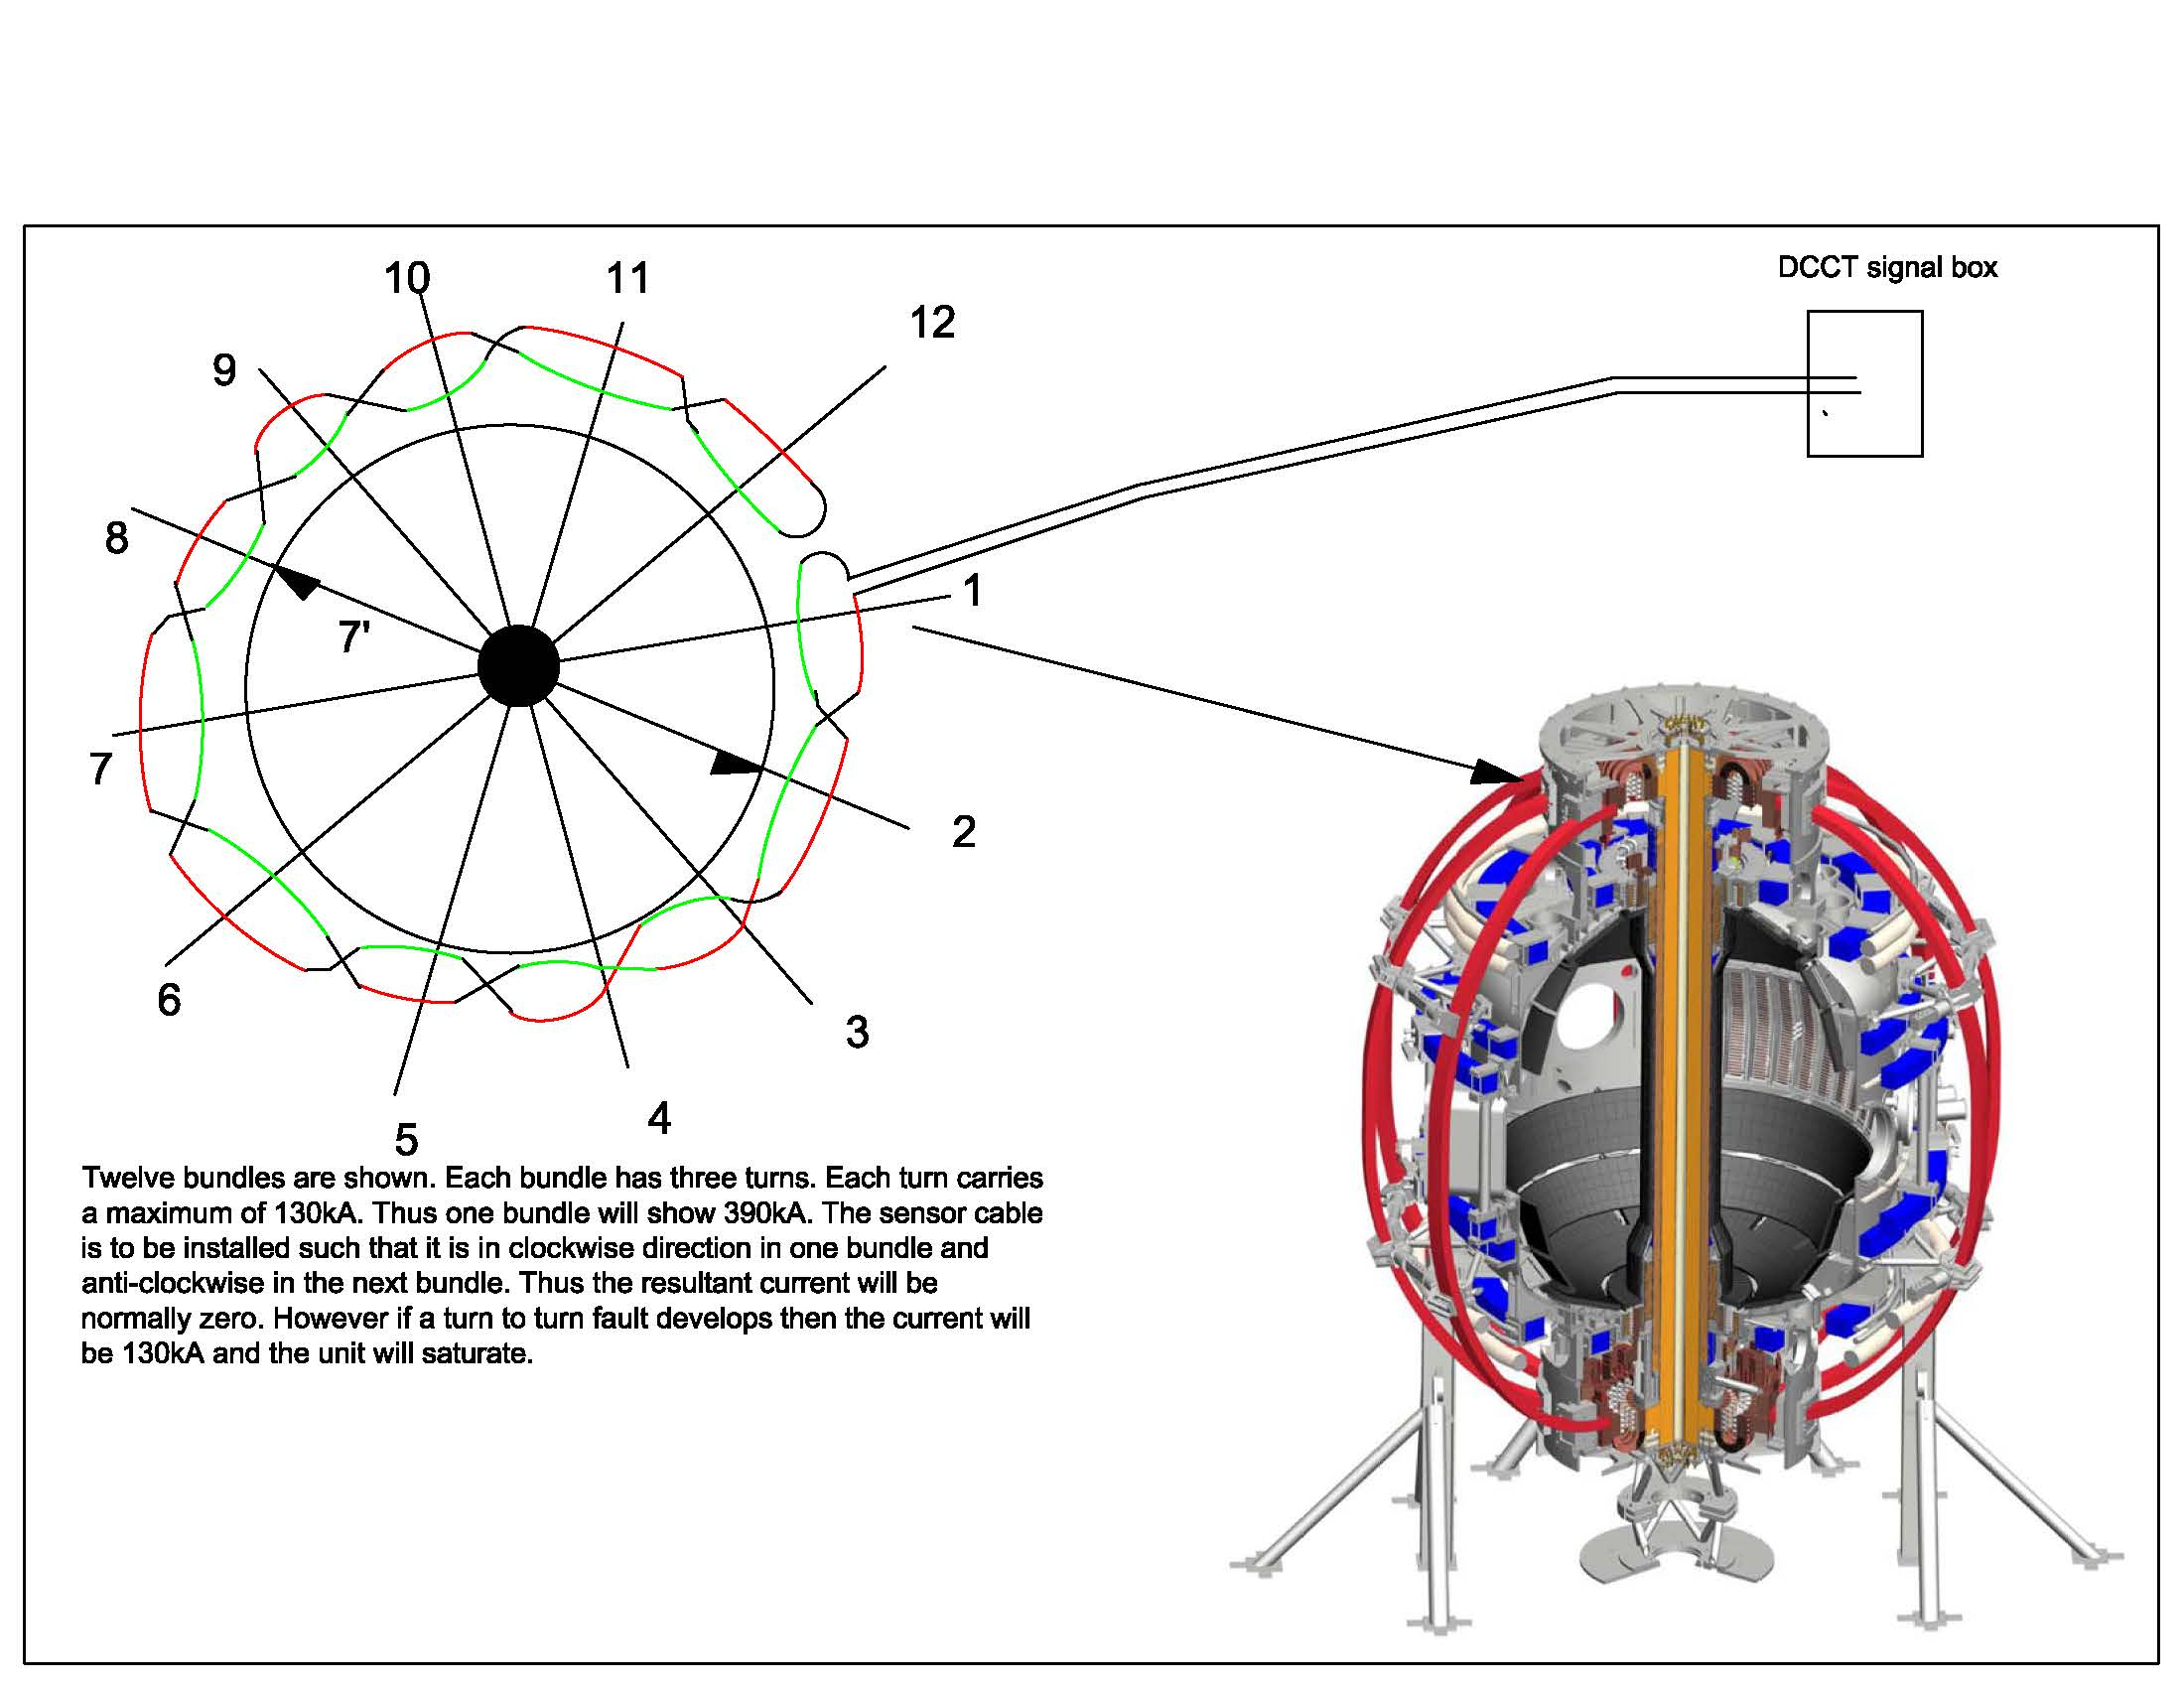 DCCT signal box
10
11
12
9
8
7'
1
7
2
6
3
4
5
Twelve bundles are shown. Each bundle has three turns. Each turn carries
a maximum of 130kA. Thus one bundle will show 390kA. The sensor cable
is to be installed such that it is in clockwise direction in one bundle and
anti-clockwise in the next bundle. Thus the resultant current will be
normally zero. However if a turn to turn fault develops then the current will
be 130kA and the unit will saturate.